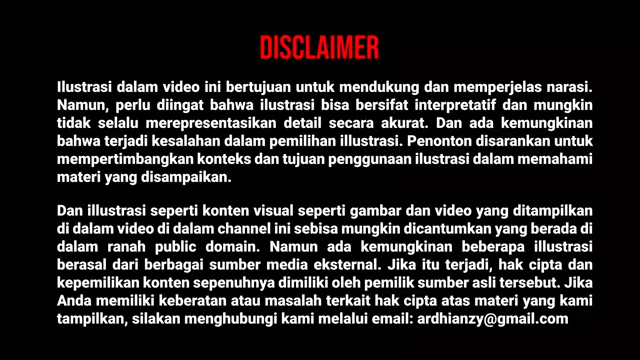 DISCLAIMER
Ilustrasi dalam video ini bertujuan untuk mendukung dan memperjelas narasi.
Namun, perlu diingat bahwa ilustrasi bisa bersifat interpretatif dan mungkin
tidak selalu merepresentasikan detail secara akurat. Dan ada kemungkinan
bahwa terjadi kesalahan dalam pemilihan illustrasi. Penonton disarankan untuk
mempertimbangkan konteks dan tujuan penggunaan ilustrasi dalam memahami
materi yang disampaikan.
Dan illustrasi seperti konten visual seperti gambar dan video yang ditampilkan
di dalam video di dalam channel ini sebisa mungkin dicantumkan yang berada di
dalam ranah public domain. Namun ada kemungkinan beberapa illustrasi
berasal dari berbagai sumber media eksternal. Jika itu terjadi, hak cipta dan
kepemilikan konten sepenuhnya dimiliki oleh pemilik sumber asli tersebut. Jika
Anda memiliki keberatan atau masalah terkait hak cipta atas materi yang kami
tampilkan, silakan menghubungi kami melalui email: ardhianzy@gmail.com